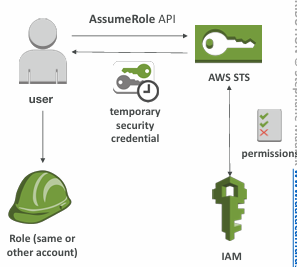 AssumeRole API
AWS STS
user
temporary
security
credential
permissions
Role (same or
other account)
IAM